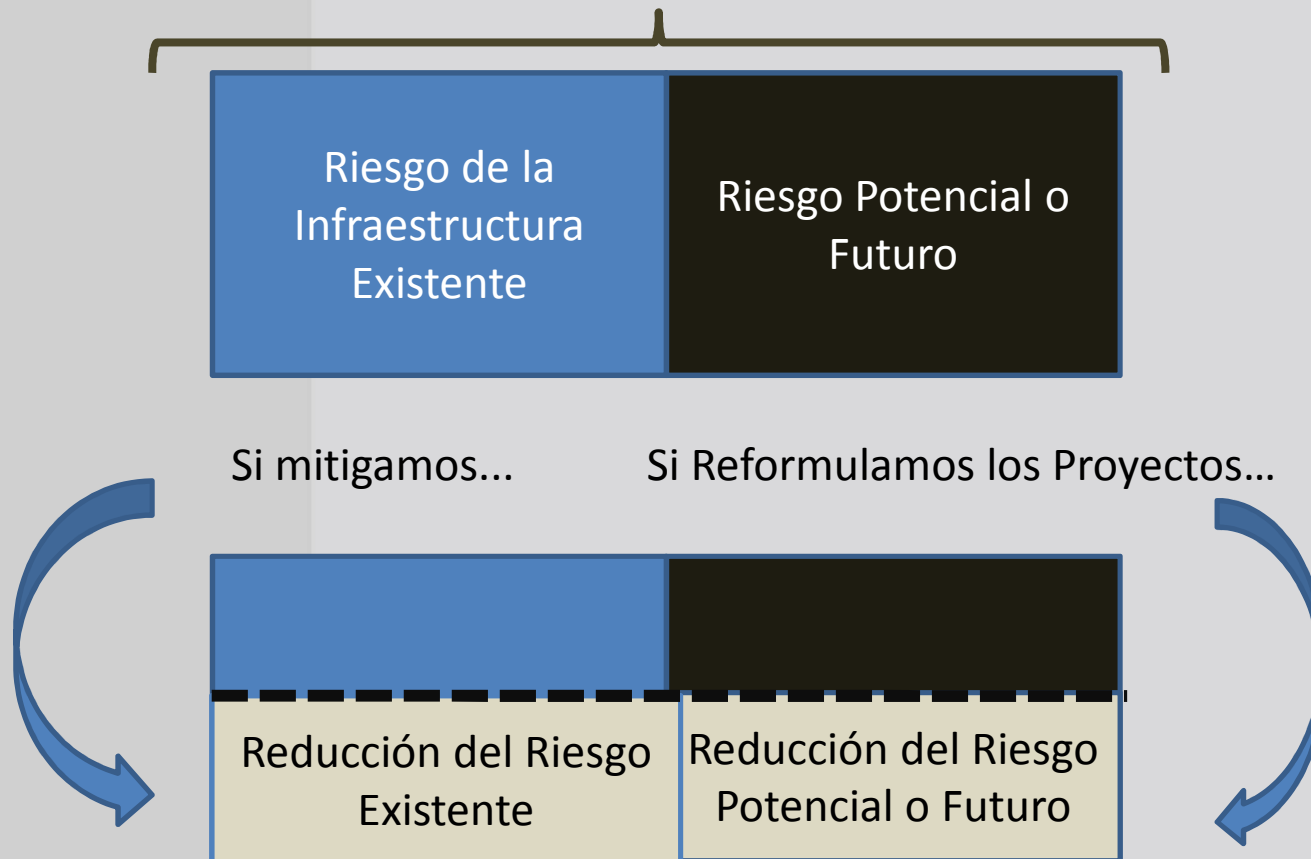 Riesgo de la
Infraestructura
Existente
Riesgo Potencial o
Futuro
Si mitigamos...
Si Reformulamos los Proyectos...
Reducción del Riesgo
Existente
Reducción del Riesgo
Potencial o Futuro